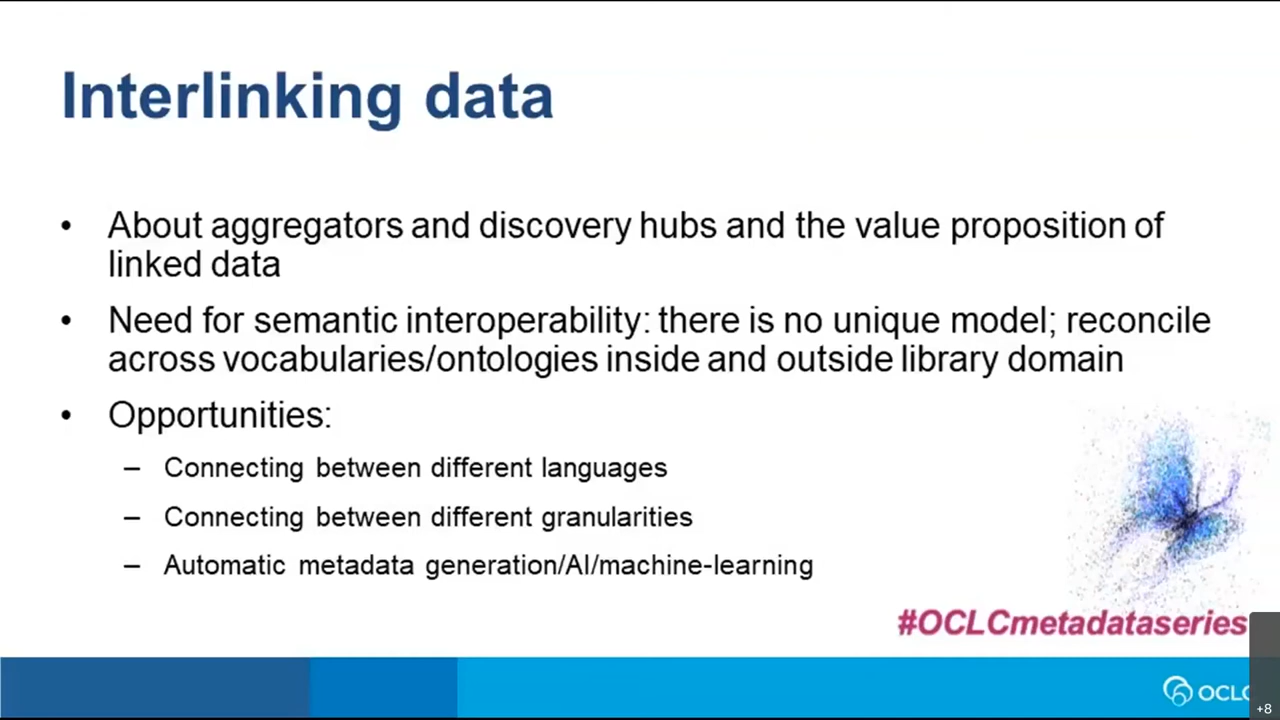 Interlinking data
• About aggregators and discovery hubs and the value proposition of
linked data
• Need for semantic interoperability: there is no unique model; reconcile
across vocabularies/ontologies inside and outside library domain
• Opportunities:
– Connecting between different languages
– Connecting between different granularities
– Automatic metadata generation/AI/machine-learning
#OCLCmetadataseries
OCLC
+8